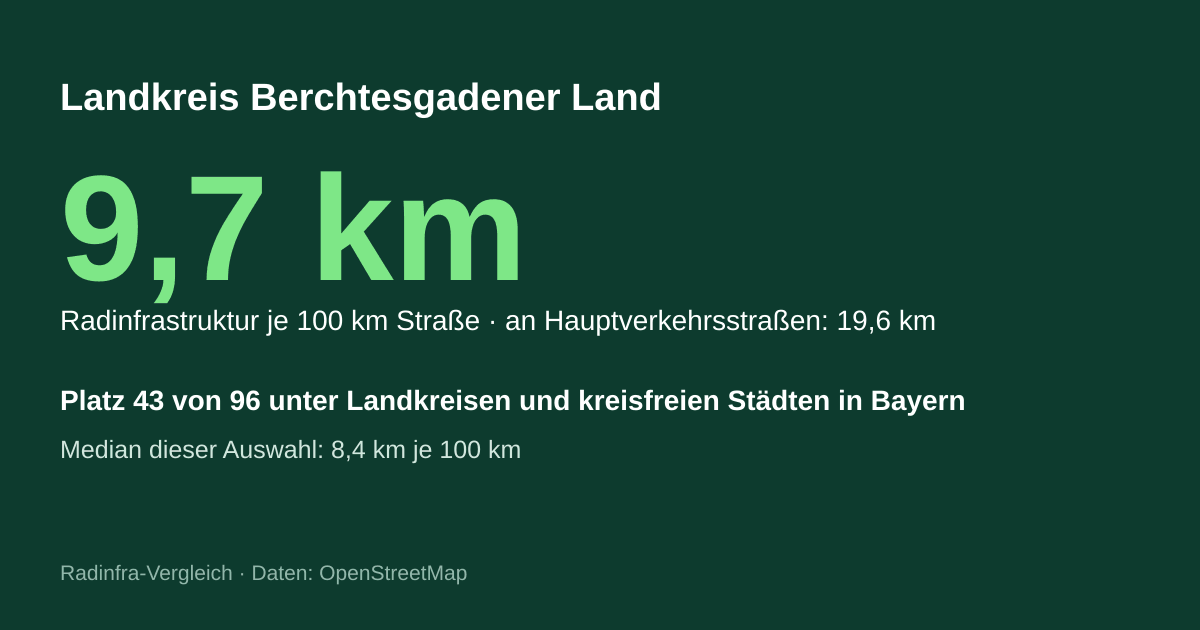 Landkreis Berchtesgadener Land
9,7 km
Radinfrastruktur je 100 km Straße · an Hauptverkehrsstraßen: 19,6 km
Platz 43 von 96 unter Landkreisen und kreisfreien Städten in Bayern
Median dieser Auswahl: 8,4 km je 100 km
Radinfra-Vergleich · Daten: OpenStreetMap